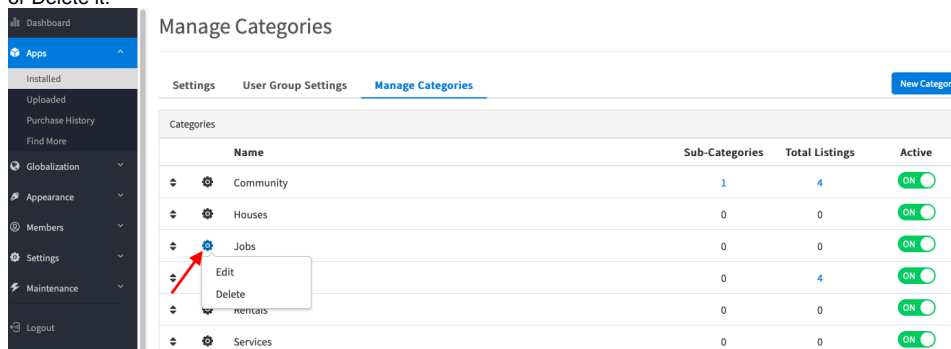 or Delete it.
Dashboard
Manage Categories
Apps
Installed
Uploaded
Purchase History
Find More
Globalization
Appearance
Members
Settings
Maintenance
Logout
Settings User Group Settings Manage Categories
Categories
Name Sub-Categories Total Listings Active
Community 1 4 ON
Houses 0 0 ON
Jobs 0 0 ON
Edit
0 4 ON
Delete
Rentals 0 0 ON
Services 0 0 ON
New Categor